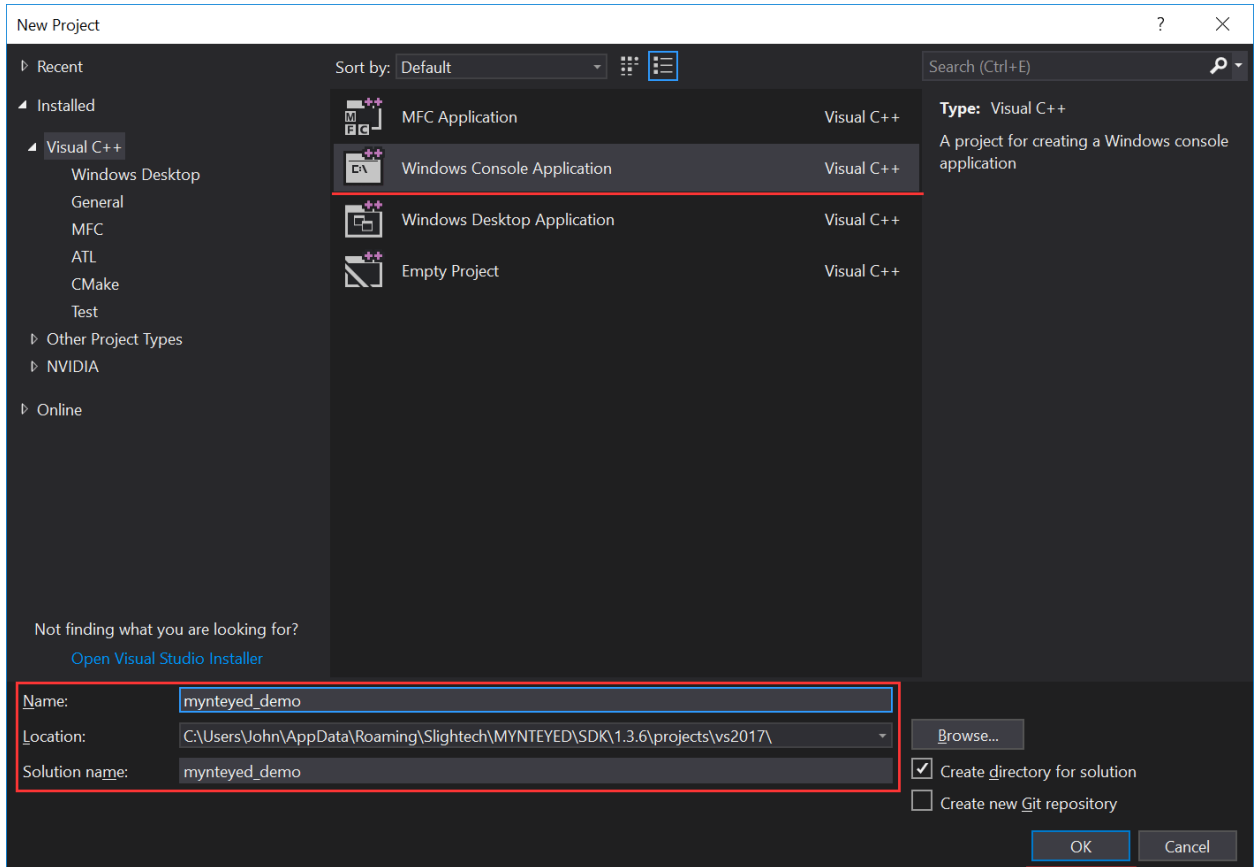 New Project
?
Recent
Installed
Visual C++
Windows Desktop
General
MFC
ATL
CMake
Test
Other Project Types
NVIDIA
Online
Not finding what you are looking for?
Open Visual Studio Installer
Sort by: Default
MFC Application Visual C++
Windows Console Application Visual C++
Windows Desktop Application Visual C++
Empty Project Visual C++
Search (Ctrl+E)
Type: Visual C++
A project for creating a Windows console
application
Name: mynteyed_demo
Location: C:\Users\John\AppData\Roaming\Slightech\MYNTEYED\SDK\1.3.6\projects\vs2017\
Solution name: mynteyed_demo
Browse...
Create directory for solution
Create new Git repository
OK Cancel